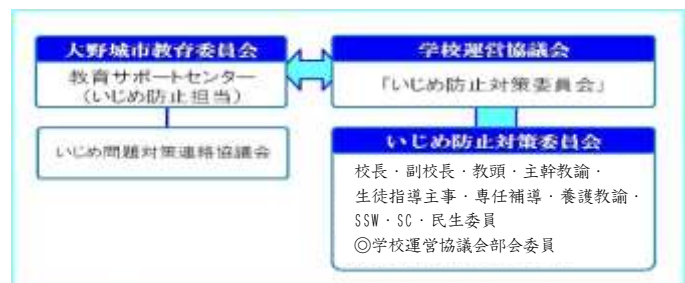 大野城市教育委員会
教育サポートセンター
(いじめ防止担当)
いじめ問題対策連絡協議会
学校運営協議会
「いじめ防止対策委員会」
いじめ防止対策委員会
校長・副校長・教頭・主幹教諭・
生徒指導主事・専任補導・養護教諭・
SSW・SC・民生委員
◎学校運営協議会部会委員